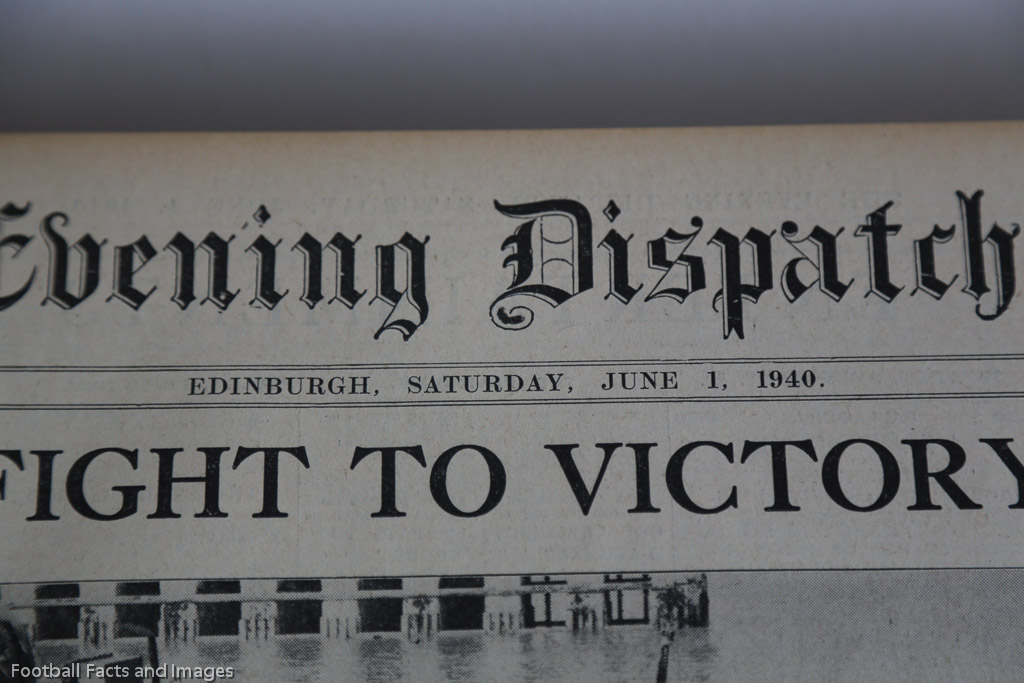 Evening Dispatch
EDINBURGH, SATURDAY, JUNE 1, 1940.
FIGHT TO VICTORY
Football Facts and Images